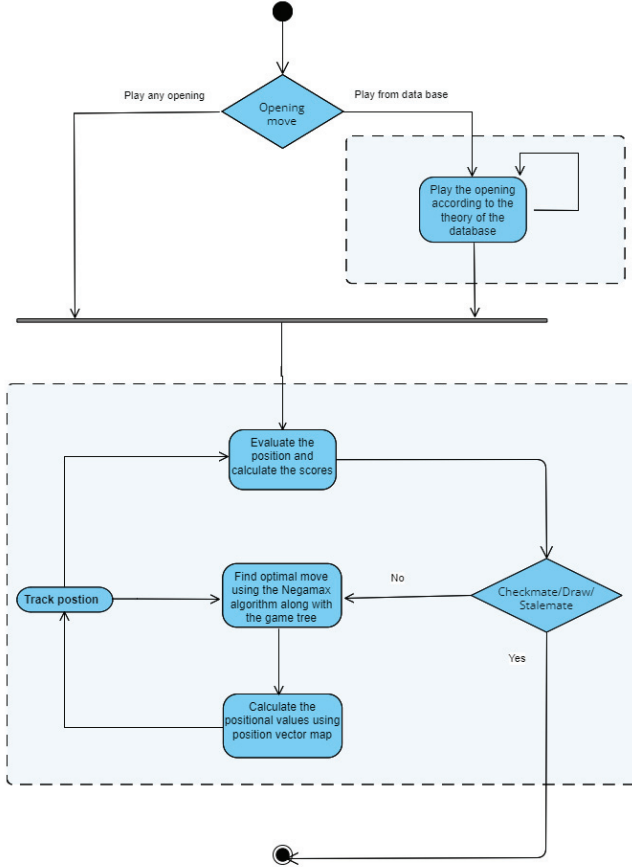 Play any opening
Play from data base
Opening
move
Play the opening
according to the
theory of the
database
Evaluate the
position and
calculate the scores
Find optimal move
using the Negamax
algorithm along with
the game tree
No
Checkmate/Draw/
Stalemate
Track postion
Yes
Calculate the
positional values using
position vector map